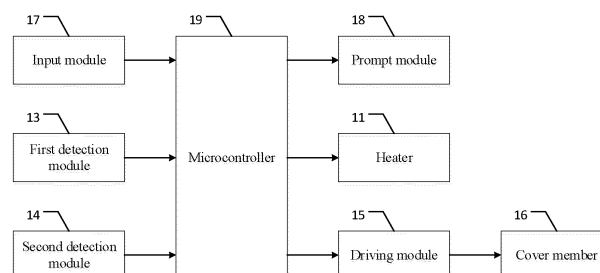 17
19
18
Input module
Prompt module
13
11
First detection
module
Microcontroller
Heater
14
15
16
Second detection
module
Driving module
Cover member